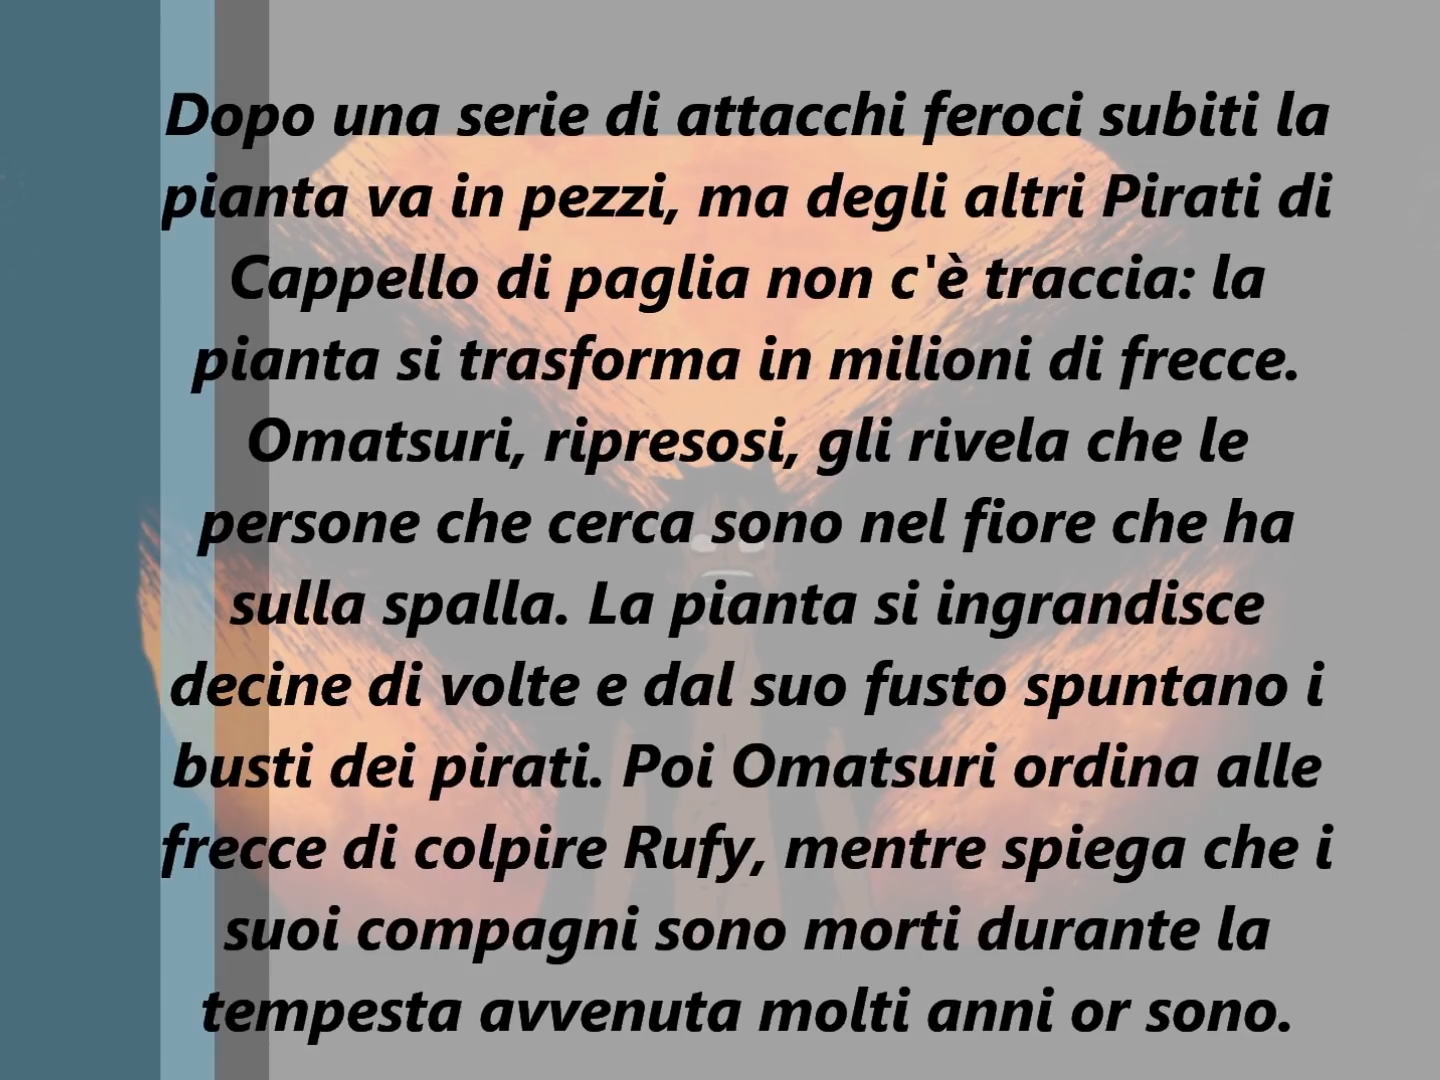 Dopo una serie di attacchi feroci subiti la
pianta va in pezzi, ma degli altri Pirati di
Cappello di paglia non c'è traccia: la
pianta si trasforma in milioni di frecce.
Omatsuri, ripresosi, gli rivela che le
persone che cerca sono nel fiore che ha
sulla spalla. La pianta si ingrandisce
decine di volte e dal suo fusto spuntano i
busti dei pirati. Poi Omatsuri ordina alle
frecce di colpire Rufy, mentre spiega che i
suoi compagni sono morti durante la
tempesta avvenuta molti anni or sono.